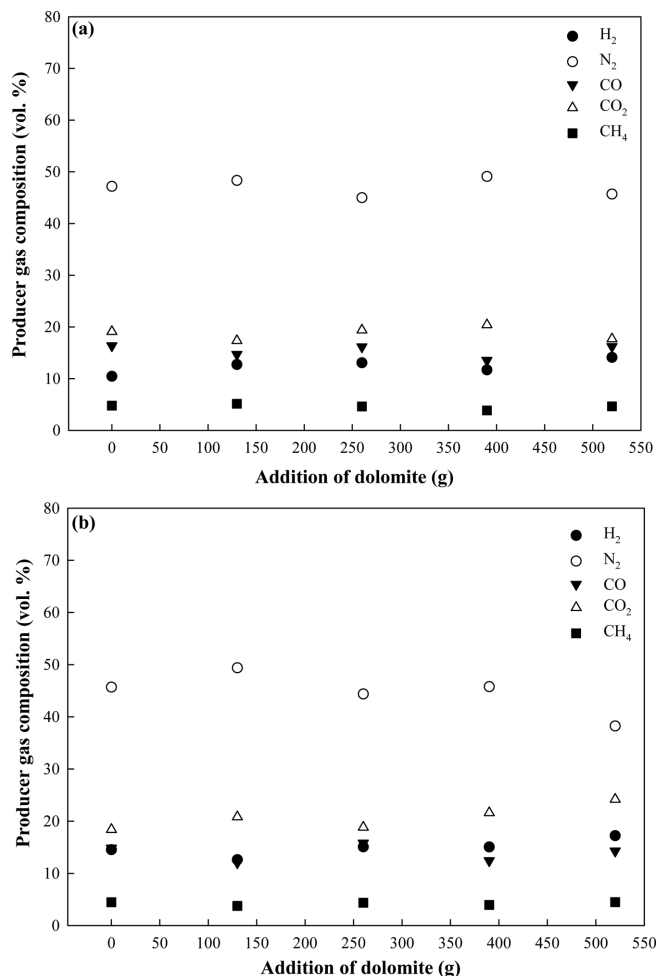 (a)
H2
N2
CO
CO2
CH4
80
70
60
50
40
30
20
10
0
Producer gas composition (vol. %)
0 50 100 150 200 250 300 350 400 450 500 550
Addition of dolomite (g)
(b)
H2
N2
CO
CO2
CH4
80
70
60
50
40
30
20
10
0
Producer gas composition (vol. %)
0 50 100 150 200 250 300 350 400 450 500 550
Addition of dolomite (g)